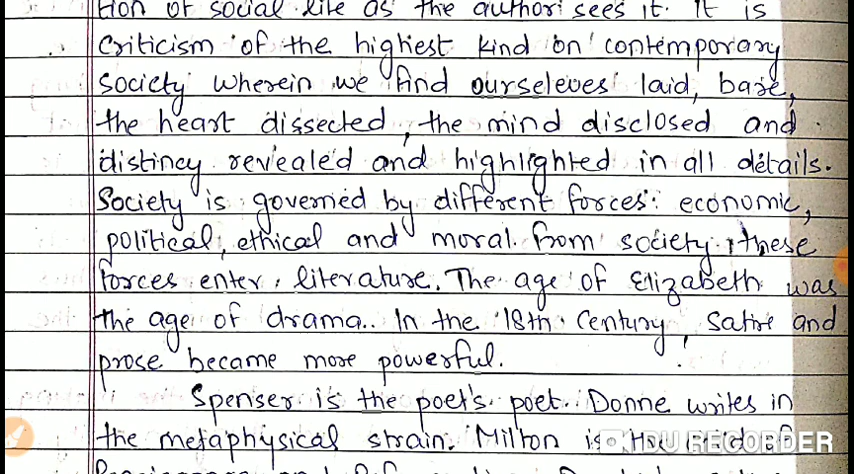 tion of social life as the author sees it. It is
Criticism of the highest kind on contemporary
society wherein we find ourseleves laid, bare,
the heart dissected, the mind disclosed and
distincy revealed and highlighted in all details.
Society is governed by different forces: economic,
political, ethical and moral. From society these
forces enter literature. The age of Elizabeth was
the age of drama. In the 18th Century, satire and
prose became more powerful.
Spenser is the poet's poet. Donne writes in
the metaphysical strain. Milton is
DU RECORDER